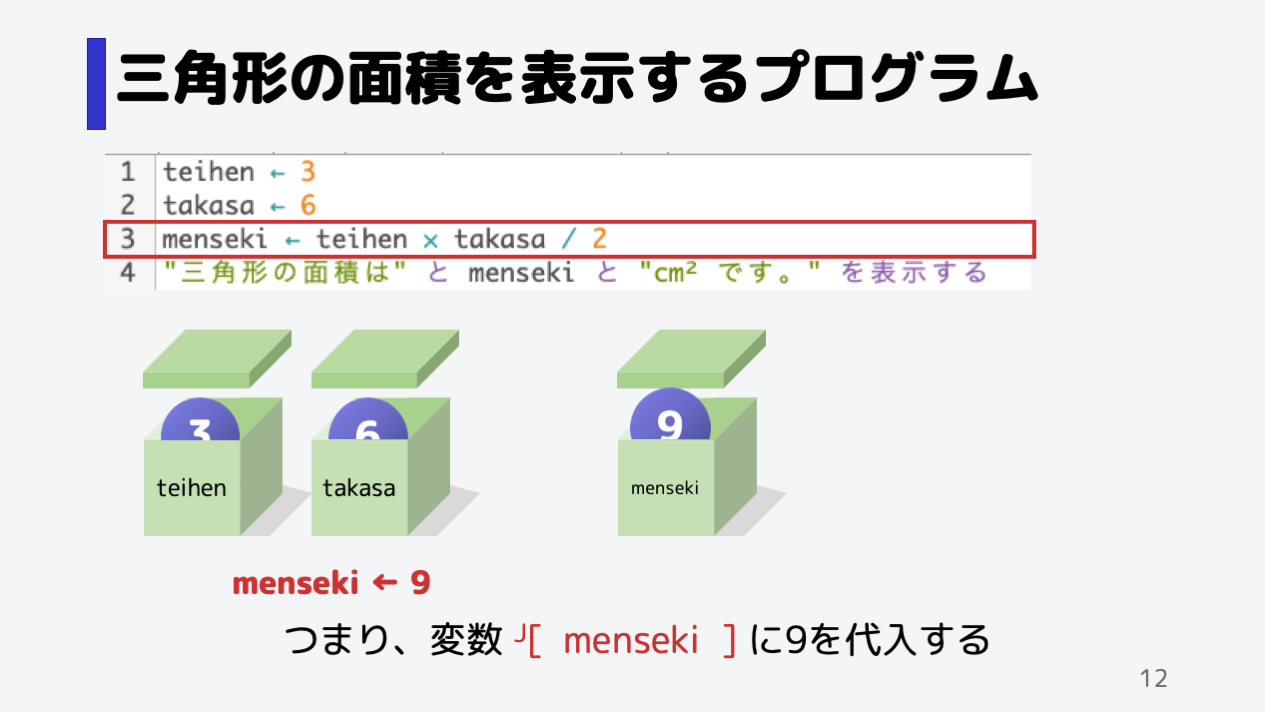 三角形の面積を表示するプログラム
1 teihen ← 3
2 takasa ← 6
3 menseki ← teihen × takasa / 2
4 "三角形の面積は" と menseki と "cm² です。" を表示する
3 6 9
teihen takasa menseki
menseki ← 9
つまり、変数 ｣[ menseki ] に9を代入する
12